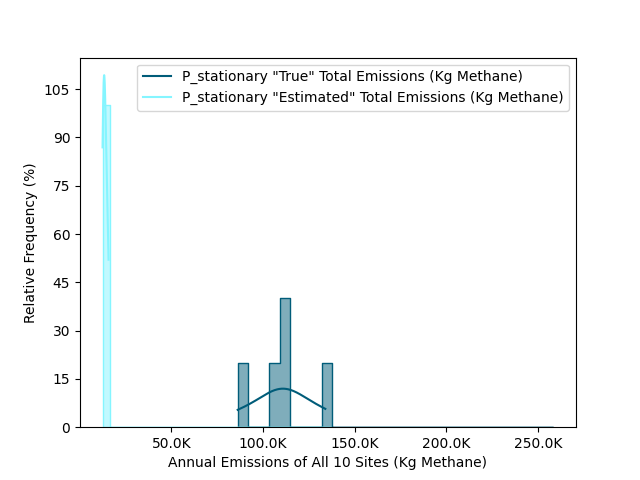 P_stationary "True" Total Emissions (Kg Methane)
P_stationary "Estimated" Total Emissions (Kg Methane)
105
90
75
60
45
30
15
0
Relative Frequency (%)
50.0K 100.0K 150.0K 200.0K 250.0K
Annual Emissions of All 10 Sites (Kg Methane)